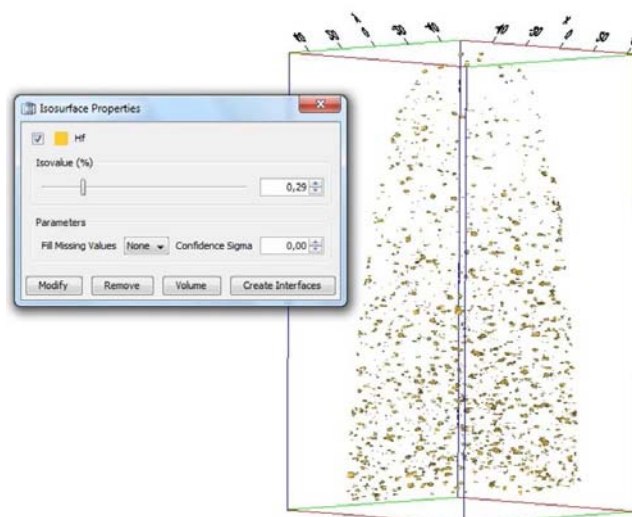 Isosurface Properties
Hf
Isovalue (%)
0,29
Parameters
Fill Missing Values None Confidence Sigma 0,00
Modify Remove Volume Create Interfaces
X
X